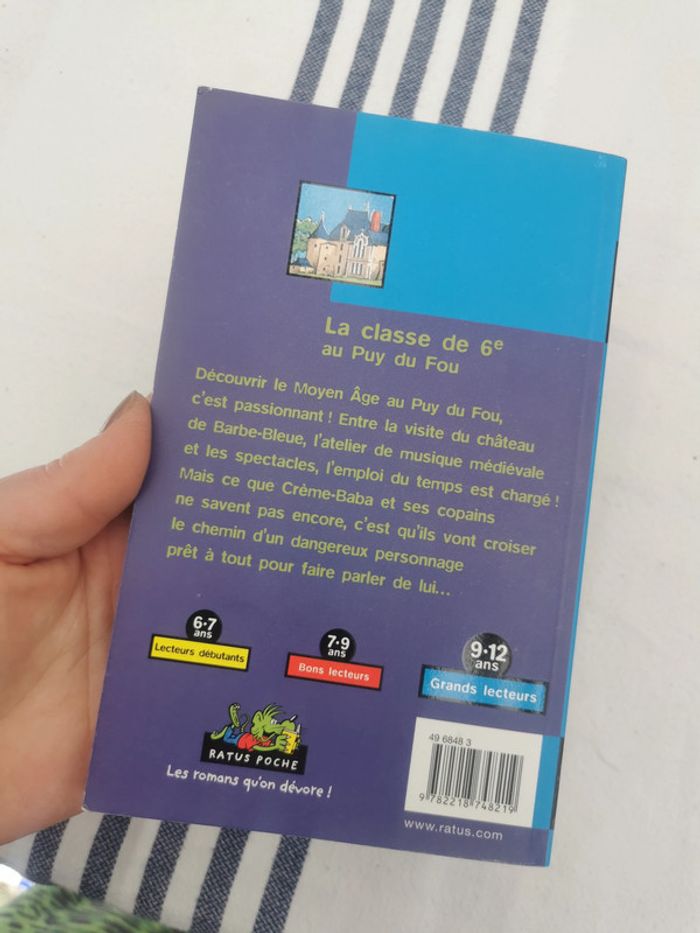 La classe de 6e
au Puy du Fou
Découvrir le Moyen Âge au Puy du Fou,
c'est passionnant ! Entre la visite du château
de Barbe-Bleue, l'atelier de musique médiévale
et les spectacles, l'emploi du temps est chargé !
Mais ce que Crème-Baba et ses copains
ne savent pas encore, c'est qu'ils vont croiser
le chemin d'un dangereux personnage
prêt à tout pour faire parler de lui...
6·7
ans
Lecteurs débutants
7·9
ans
Bons lecteurs
9·12
ans
Grands lecteurs
RATUS POCHE
Les romans qu'on dévore !
49 6848 3
9 782218 748219
www.ratus.com